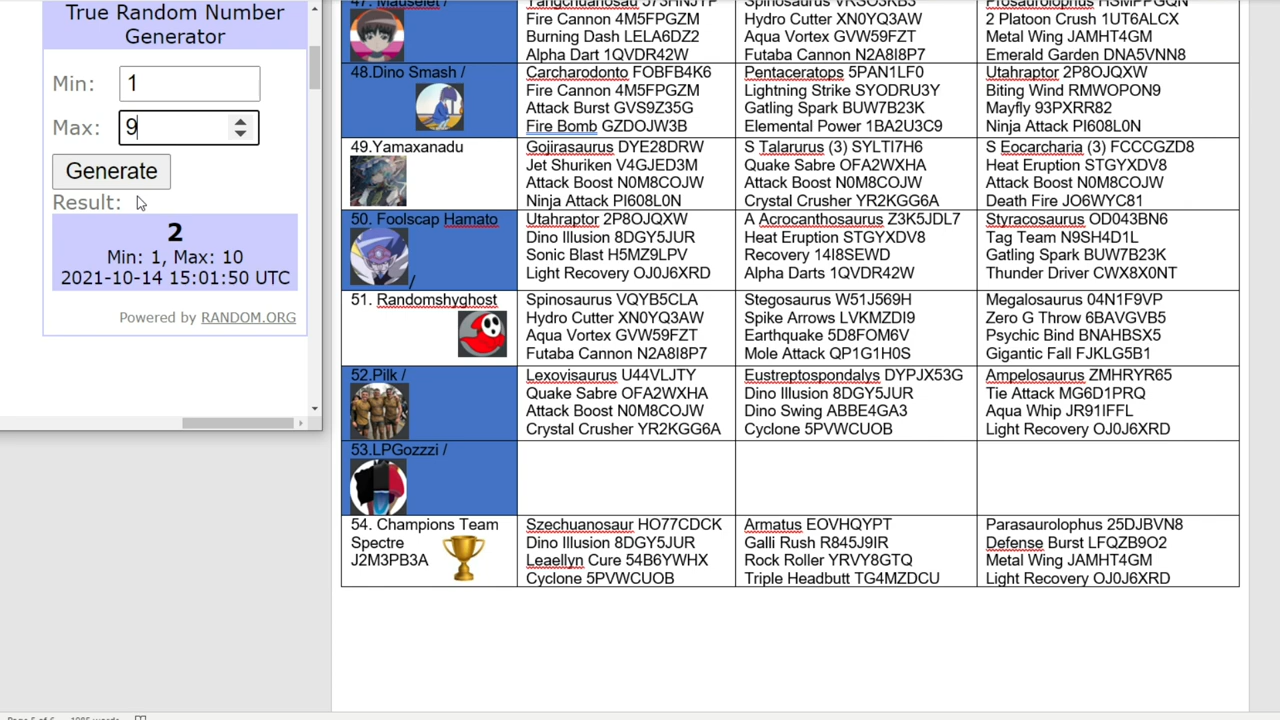 True Random Number
Generator
Min: 1
Max: 9
Generate
Result:
2
Min: 1, Max: 10
2021-10-14 15:01:50 UTC
Powered by RANDOM.ORG
47. Mauselet /
Yangchuanosau 573HNJYP
Fire Cannon 4M5FPGZM
Burning Dash LELA6DZ2
Alpha Dart 1QVDR42W
Spinosaurus VRSO3KB3
Hydro Cutter XN0YQ3AW
Aqua Vortex GVW59FZT
Futaba Cannon N2A8I8P7
Prosaurolophus HSMPPGQN
2 Platoon Crush 1UT6ALCX
Metal Wing JAMHT4GM
Emerald Garden DNA5VNN8
48.Dino Smash /
Carcharodonto FOBFB4K6
Fire Cannon 4M5FPGZM
Attack Burst GVS9Z35G
Fire Bomb GZDOJW3B
Pentaceratops 5PAN1LF0
Lightning Strike SYODRU3Y
Gatling Spark BUW7B23K
Elemental Power 1BA2U3C9
Utahraptor 2P8OJQXW
Biting Wind RMWOPON9
Mayfly 93PXRR82
Ninja Attack PI608L0N
49.Yamaxanadu
Gojirasaurus DYE28DRW
Jet Shuriken V4GJED3M
Attack Boost N0M8COJW
Ninja Attack PI608L0N
S Talarurus (3) SYLTI7H6
Quake Sabre OFA2WXHA
Attack Boost N0M8COJW
Crystal Crusher YR2KGG6A
S Eocarcharia (3) FCCCGZD8
Heat Eruption STGYXDV8
Attack Boost N0M8COJW
Death Fire JO6WYC81
50. Foolscap Hamato
/
Utahraptor 2P8OJQXW
Dino Illusion 8DGY5JUR
Sonic Blast H5MZ9LPV
Light Recovery OJ0J6XRD
A Acrocanthosaurus Z3K5JDL7
Heat Eruption STGYXDV8
Recovery 14I8SEWD
Alpha Darts 1QVDR42W
Styracosaurus OD043BN6
Tag Team N9SH4D1L
Gatling Spark BUW7B23K
Thunder Driver CWX8X0NT
51. Randomshyghost
Spinosaurus VQYB5CLA
Hydro Cutter XN0YQ3AW
Aqua Vortex GVW59FZT
Futaba Cannon N2A8I8P7
Stegosaurus W51J569H
Spike Arrows LVKMZDI9
Earthquake 5D8FOM6V
Mole Attack QP1G1H0S
Megalosaurus 04N1F9VP
Zero G Throw 6BAVGVB5
Psychic Bind BNAHBSX5
Gigantic Fall FJKLG5B1
52.Pilk /
Lexovisaurus U44VLJTY
Quake Sabre OFA2WXHA
Attack Boost N0M8COJW
Crystal Crusher YR2KGG6A
Eustreptospondalys DYPJX53G
Dino Illusion 8DGY5JUR
Dino Swing ABBE4GA3
Cyclone 5PVWCUOB
Ampelosaurus ZMHRYR65
Tie Attack MG6D1PRQ
Aqua Whip JR91IFFL
Light Recovery OJ0J6XRD
53.LPGozzzi /
54. Champions Team
Spectre
J2M3PB3A
Szechuanosaur HO77CDCK
Dino Illusion 8DGY5JUR
Leaellyn Cure 54B6YWHX
Cyclone 5PVWCUOB
Armatus EOVHQYPT
Galli Rush R845J9IR
Rock Roller YRVY8GTQ
Triple Headbutt TG4MZDCU
Parasaurolophus 25DJBVN8
Defense Burst LFQZB9O2
Metal Wing JAMHT4GM
Light Recovery OJ0J6XRD